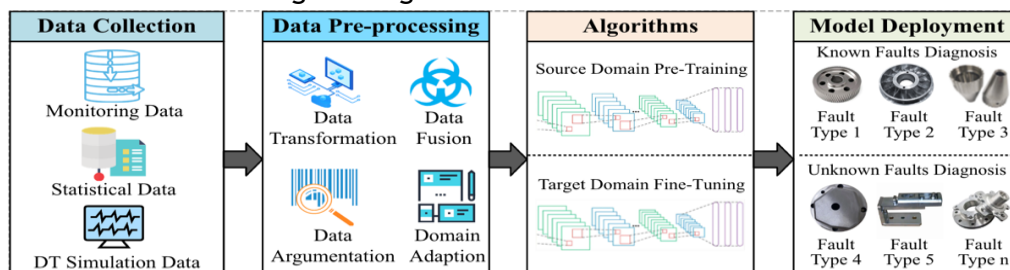 Data Collection
Monitoring Data
Statistical Data
DT Simulation Data
Data Pre-processing
Data
Transformation
Data
Fusion
Data
Argumentation
Domain
Adaption
Algorithms
Source Domain Pre-Training
...
Target Domain Fine-Tuning
...
Model Deployment
Known Faults Diagnosis
Fault
Type 1
Fault
Type 2
Fault
Type 3
Unknown Faults Diagnosis
Fault
Type 4
Fault
Type 5
Fault
Type n